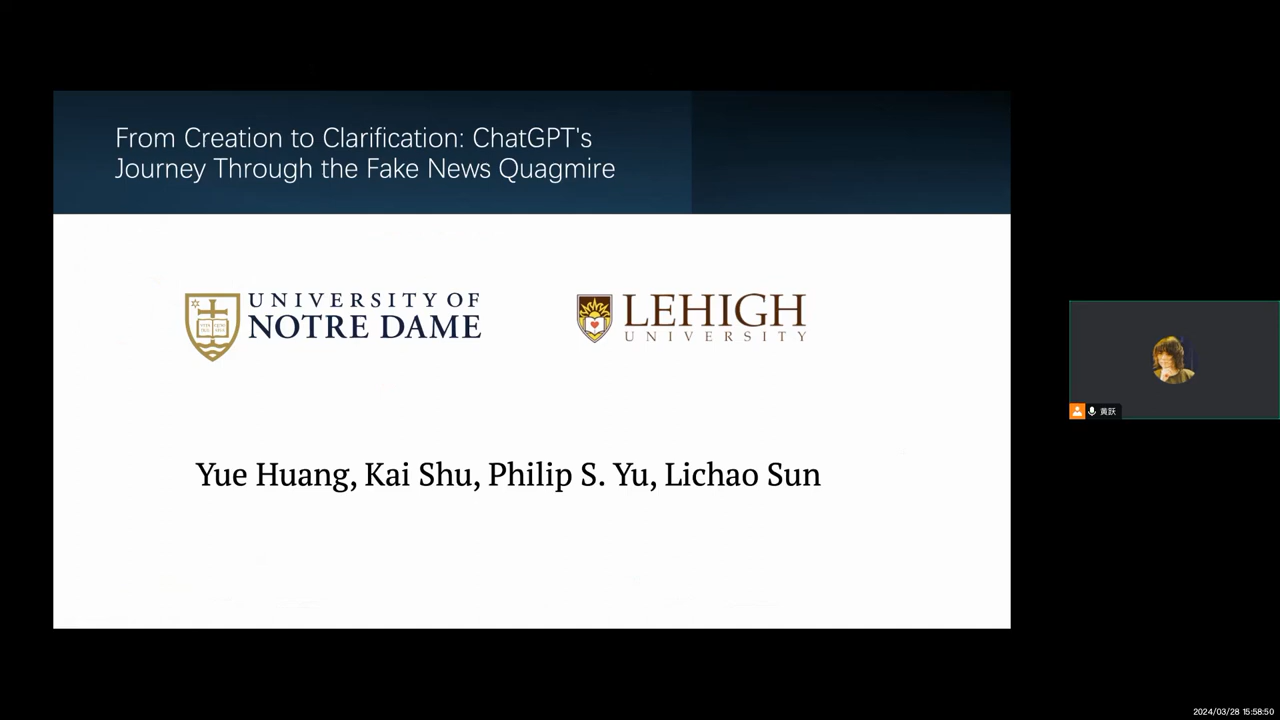 From Creation to Clarification: ChatGPT's
Journey Through the Fake News Quagmire
UNIVERSITY OF
NOTRE DAME
LEHIGH
UNIVERSITY
Yue Huang, Kai Shu, Philip S. Yu, Lichao Sun
黄跃
2024/03/28 15:58:50